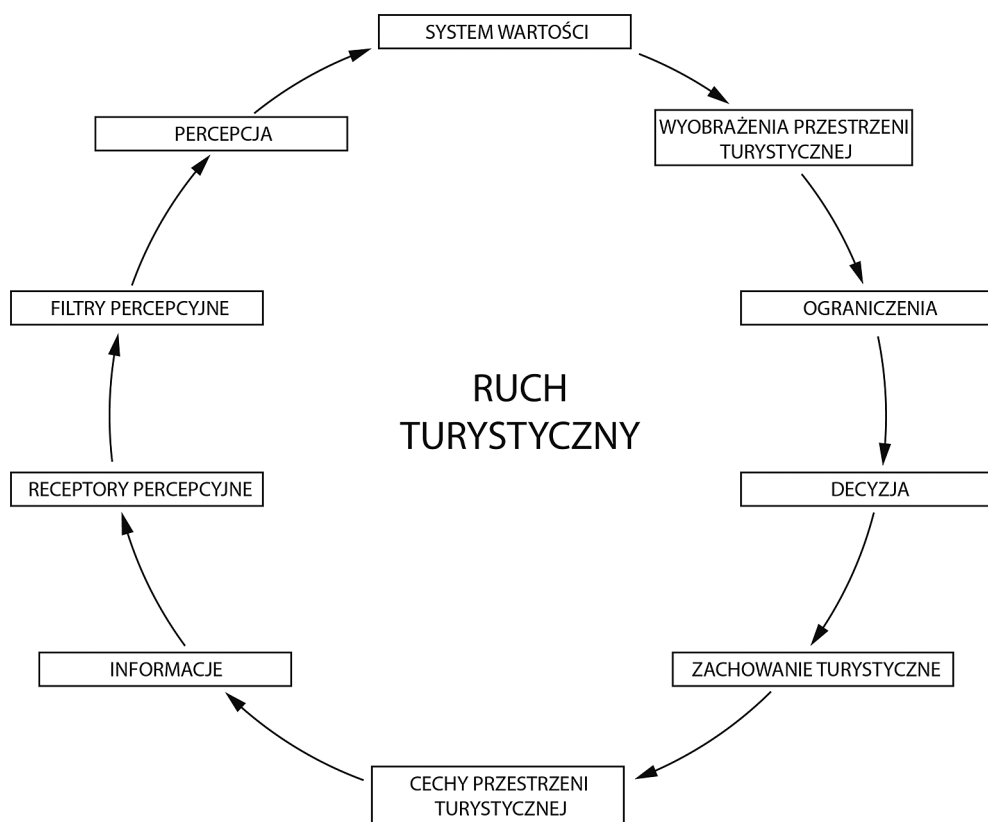 SYSTEM WARTOŚCI
PERCEPCJA
WYOBRAŻENIA PRZESTRZENI
TURYSTYCZNEJ
FILTRY PERCEPCYJNE
OGRANICZENIA
RUCH
TURYSTYCZNY
RECEPTORY PERCEPCYJNE
DECYZJA
INFORMACJE
ZACHOWANIE TURYSTYCZNE
CECHY PRZESTRZENI
TURYSTYCZNEJ